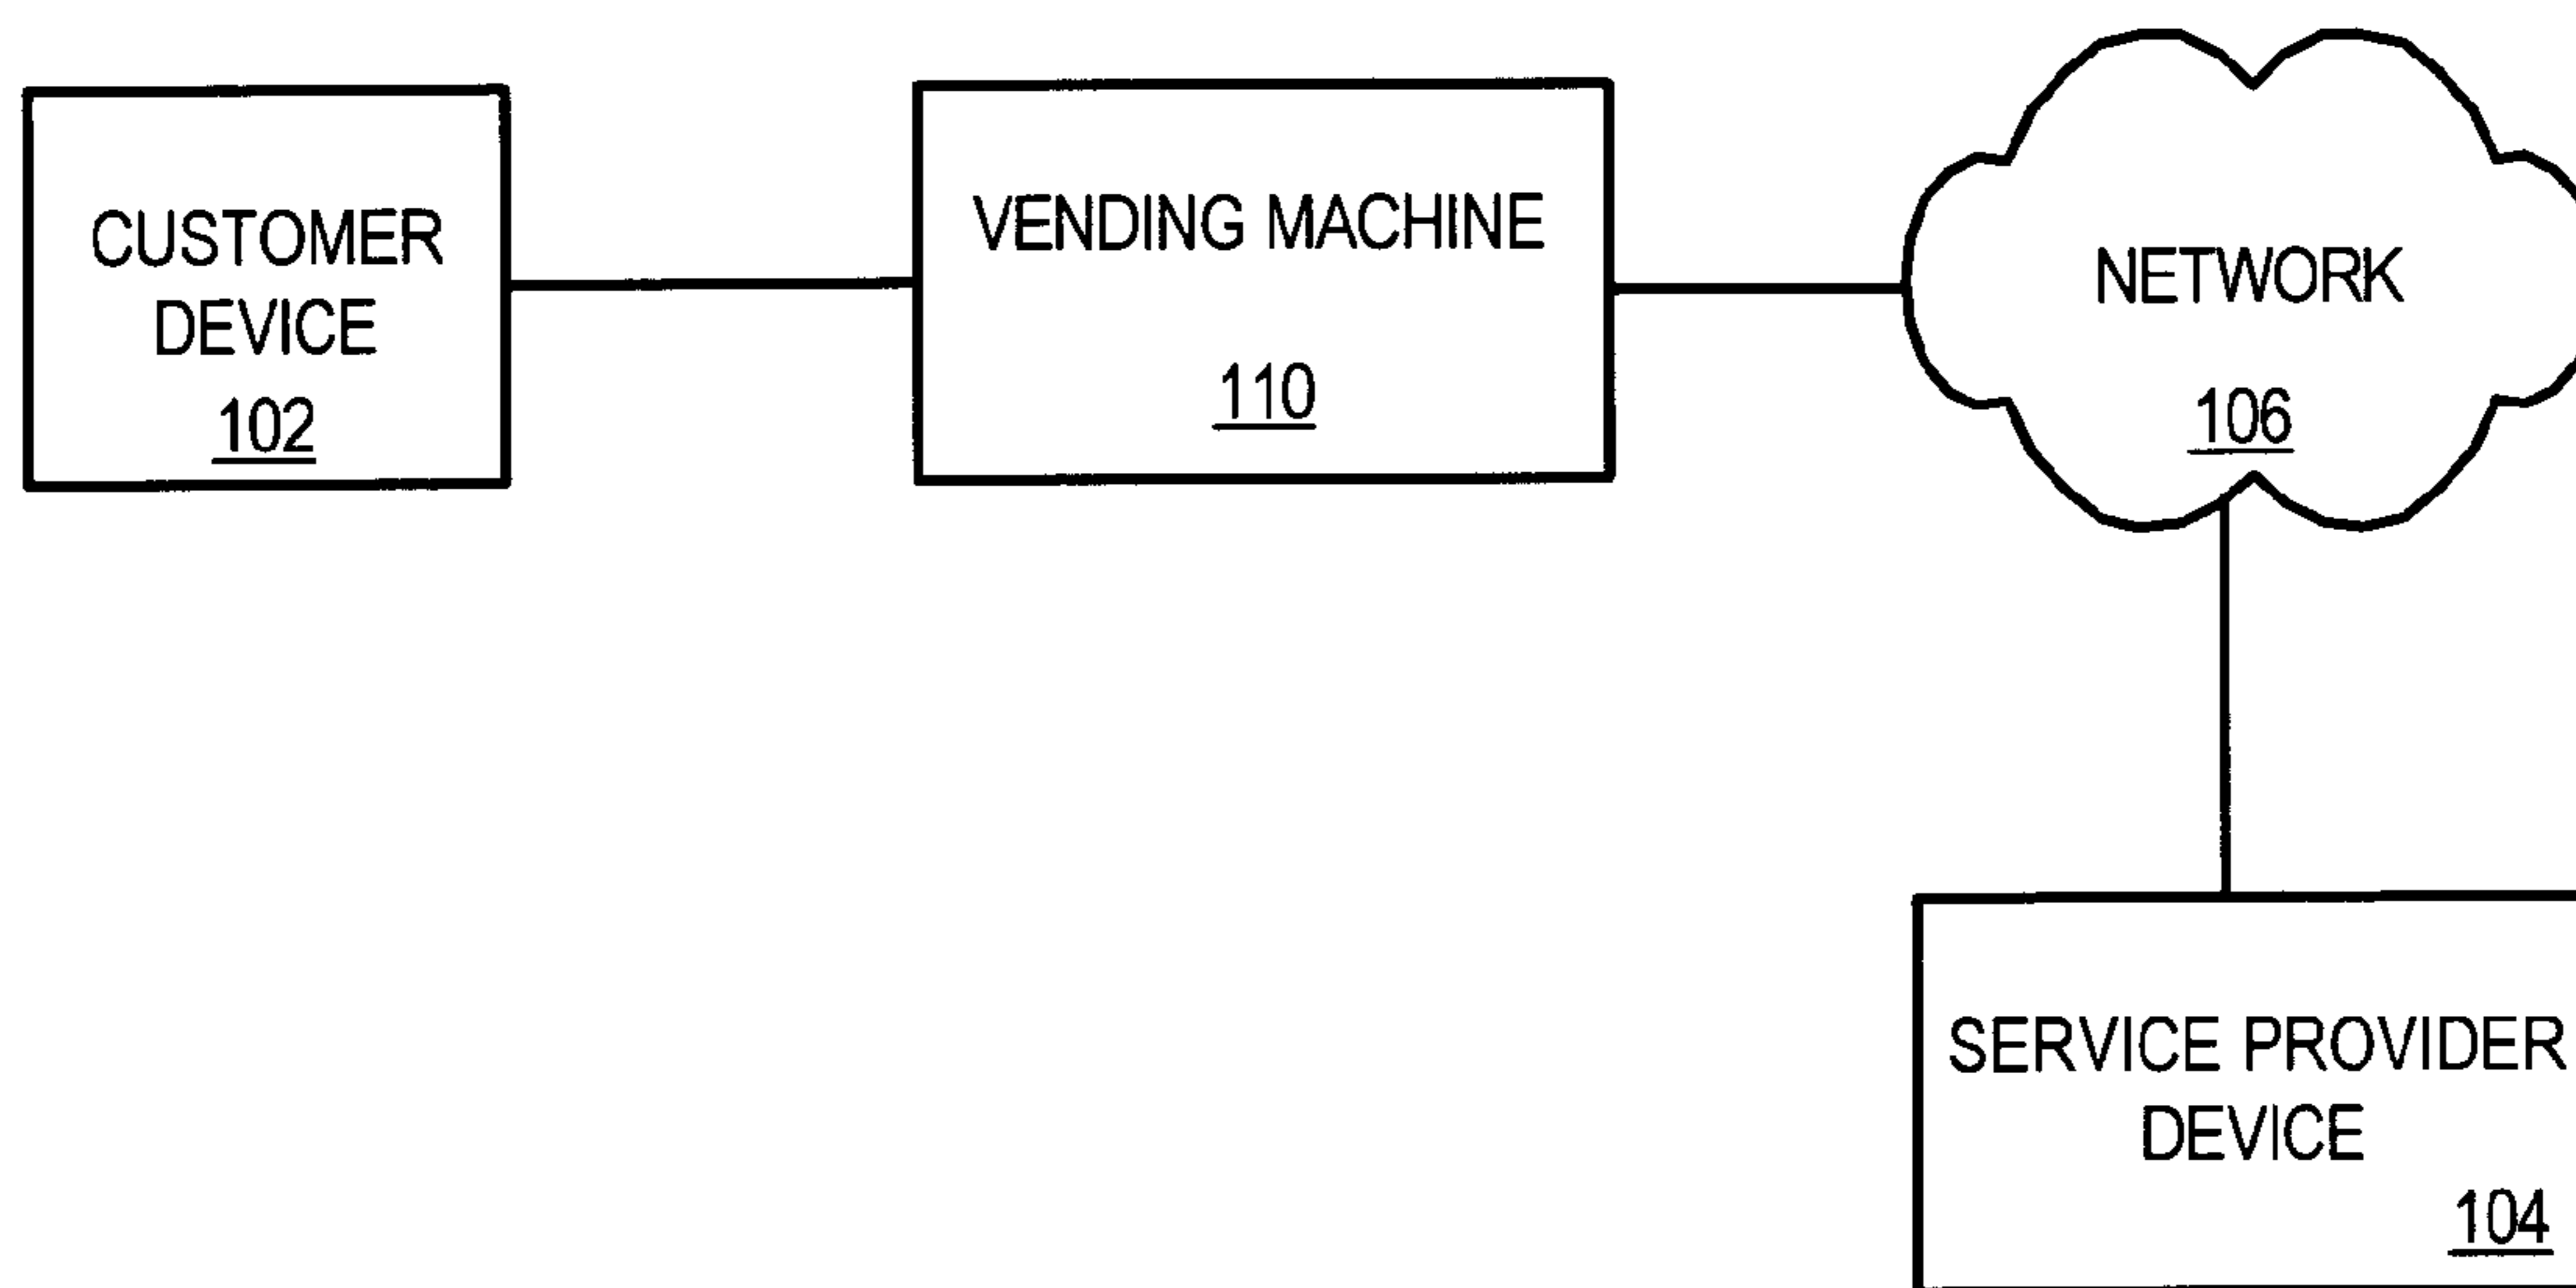 CUSTOMER
DEVICE
102
VENDING MACHINE
110
NETWORK
106
SERVICE PROVIDER
DEVICE
104